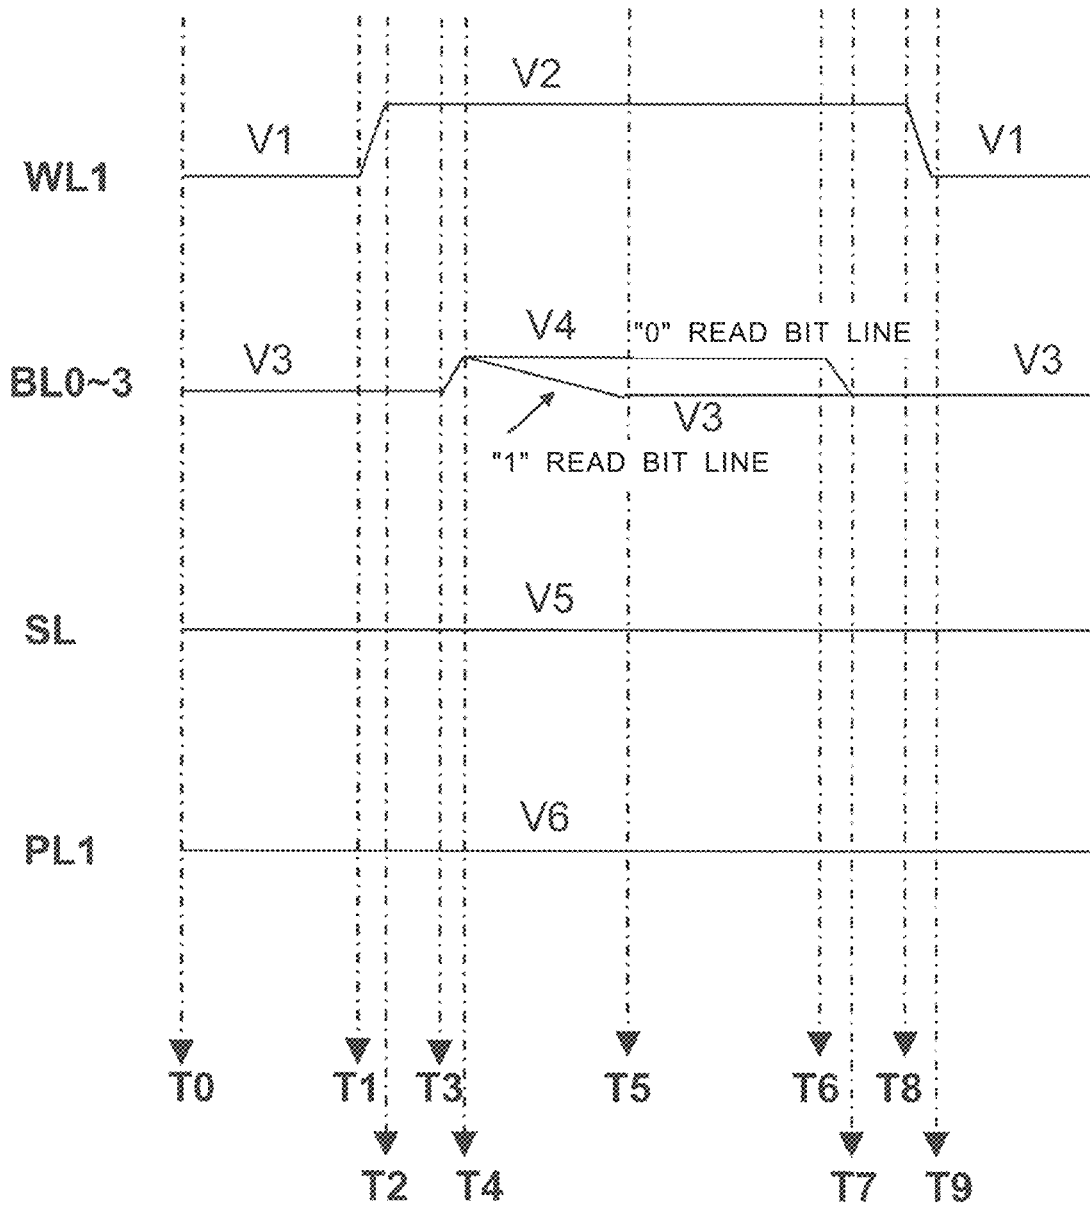 V2
V1
V1
WL1
V4
"0" READ BIT LINE
V3
V3
BL0~3
V3
"1" READ BIT LINE
V5
SL
V6
PL1
T0 T1 T3 T5 T6 T8
T2 T4 T7 T9